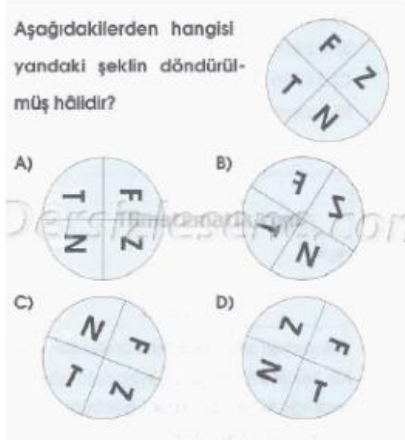 Aşağıdakilerden hangisi
yandaki şeklin döndürül-
müş hâlidir?
F Z
T N
A)
T F
N Z
B)
F Z
T N
C)
N F
T Z
D)
Z F
N T